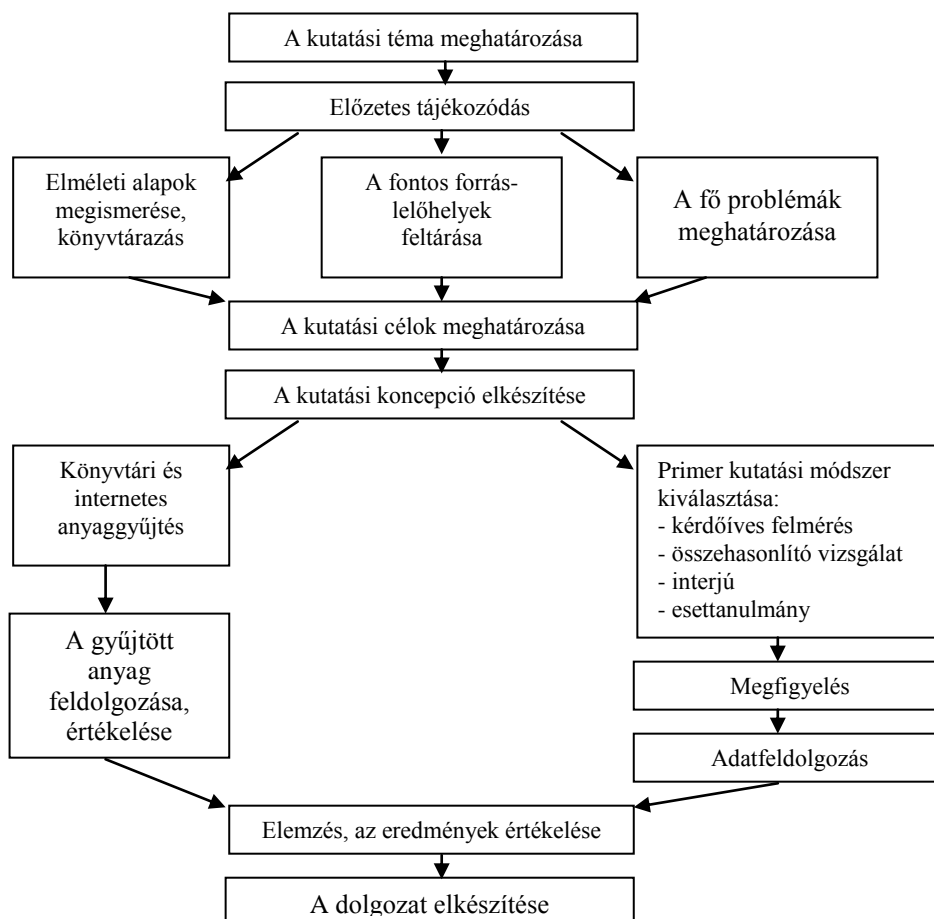 A kutatási téma meghatározása
Előzetes tájékozódás
Elméleti alapok
megismerése,
könyvtárazás
A fontos forrás-
lelőhelyek
feltárása
A fő problémák
meghatározása
A kutatási célok meghatározása
A kutatási koncepció elkészítése
Könyvtári és
internetes
anyaggyűjtés
Primer kutatási módszer
kiválasztása:
- kérdőíves felmérés
- összehasonlító vizsgálat
- interjú
- esettanulmány
A gyűjtött
anyag
feldolgozása,
értékelése
Megfigyelés
Adatfeldolgozás
Elemzés, az eredmények értékelése
A dolgozat elkészítése